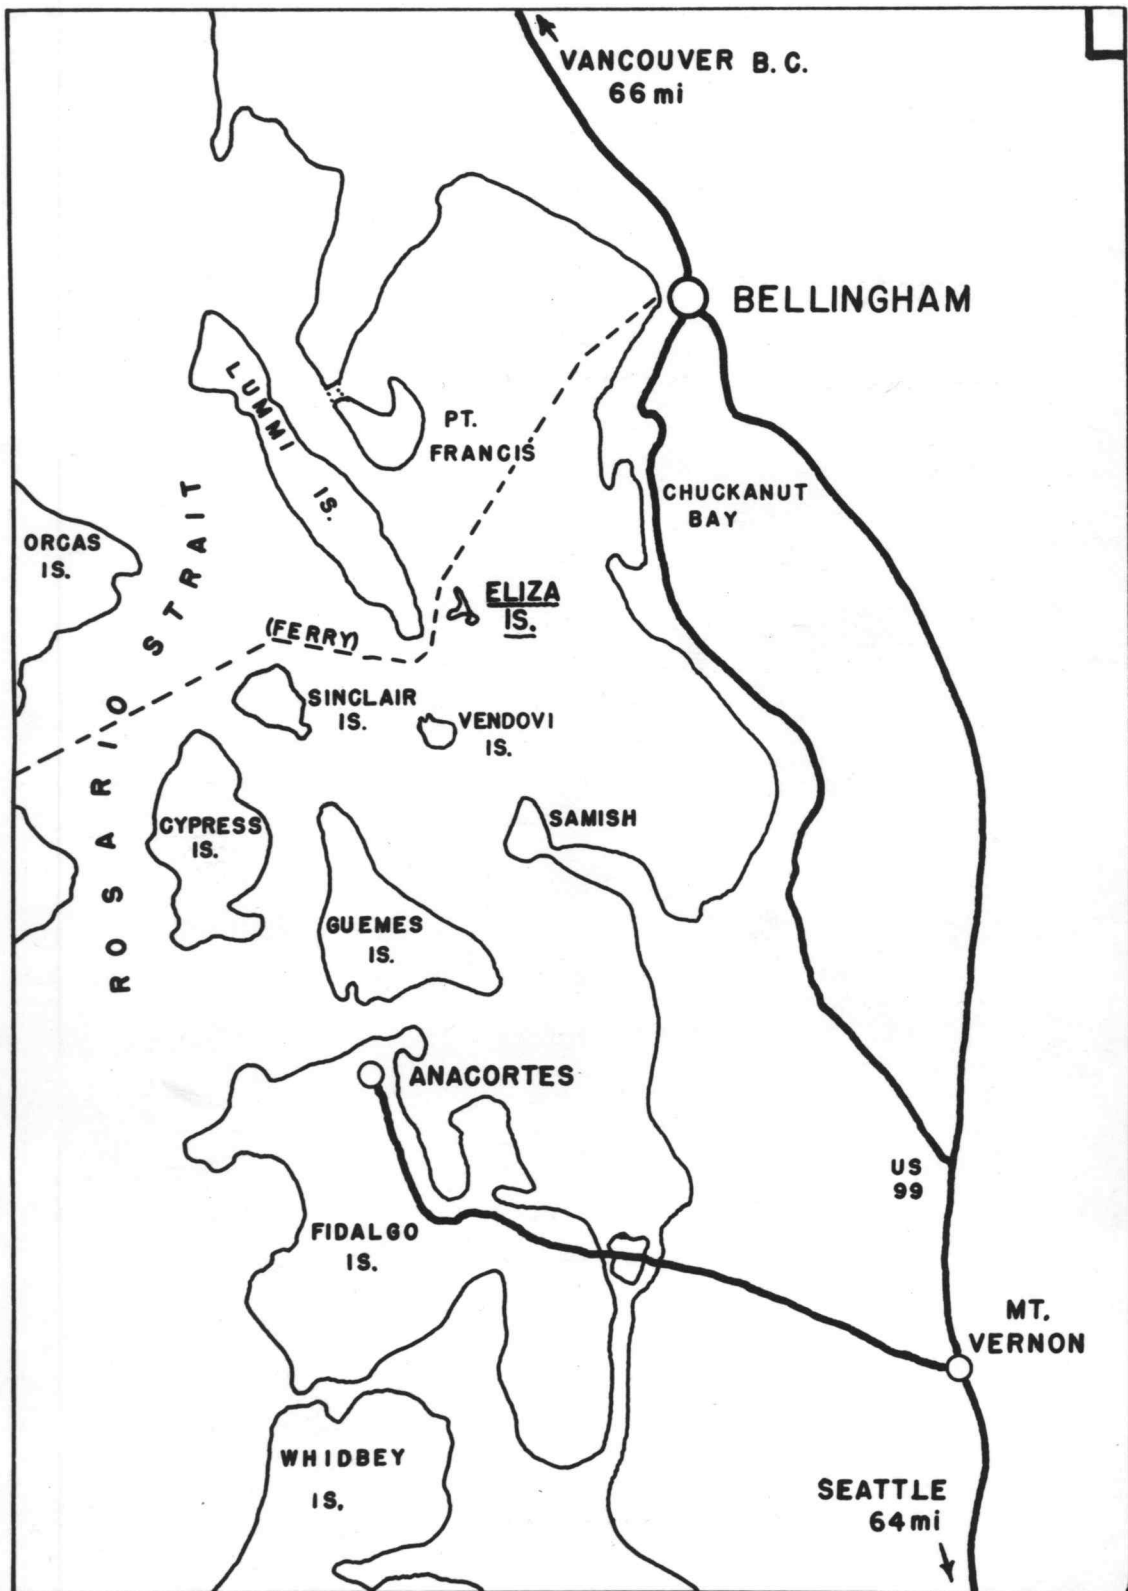 VANCOUVER B.C.
66 mi
BELLINGHAM
LUMMI
IS.
PT.
FRANCIS
CHUCKANUT
BAY
ORCAS
IS.
ROSARIO STRAIT
ELIZA
IS.
(FERRY)
SINCLAIR
IS.
VENDOVI
IS.
CYPRESS
IS.
SAMISH
GUEMES
IS.
ANACORTES
US
99
FIDALGO
IS.
MT.
VERNON
WHIDBEY
IS.
SEATTLE
64 mi